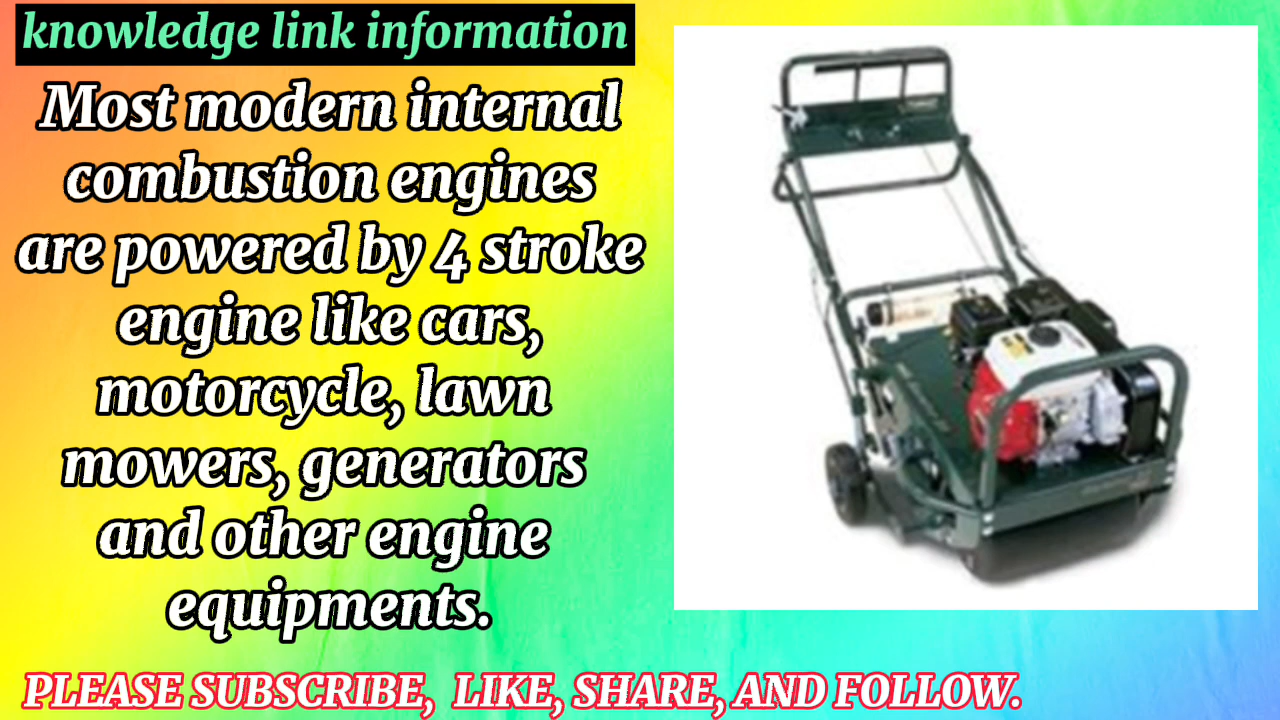 knowledge link information
Most modern internal
combustion engines
are powered by 4 stroke
engine like cars,
motorcycle, lawn
mowers, generators
and other engine
equipments.
PLEASE SUBSCRIBE, LIKE, SHARE, AND FOLLOW.